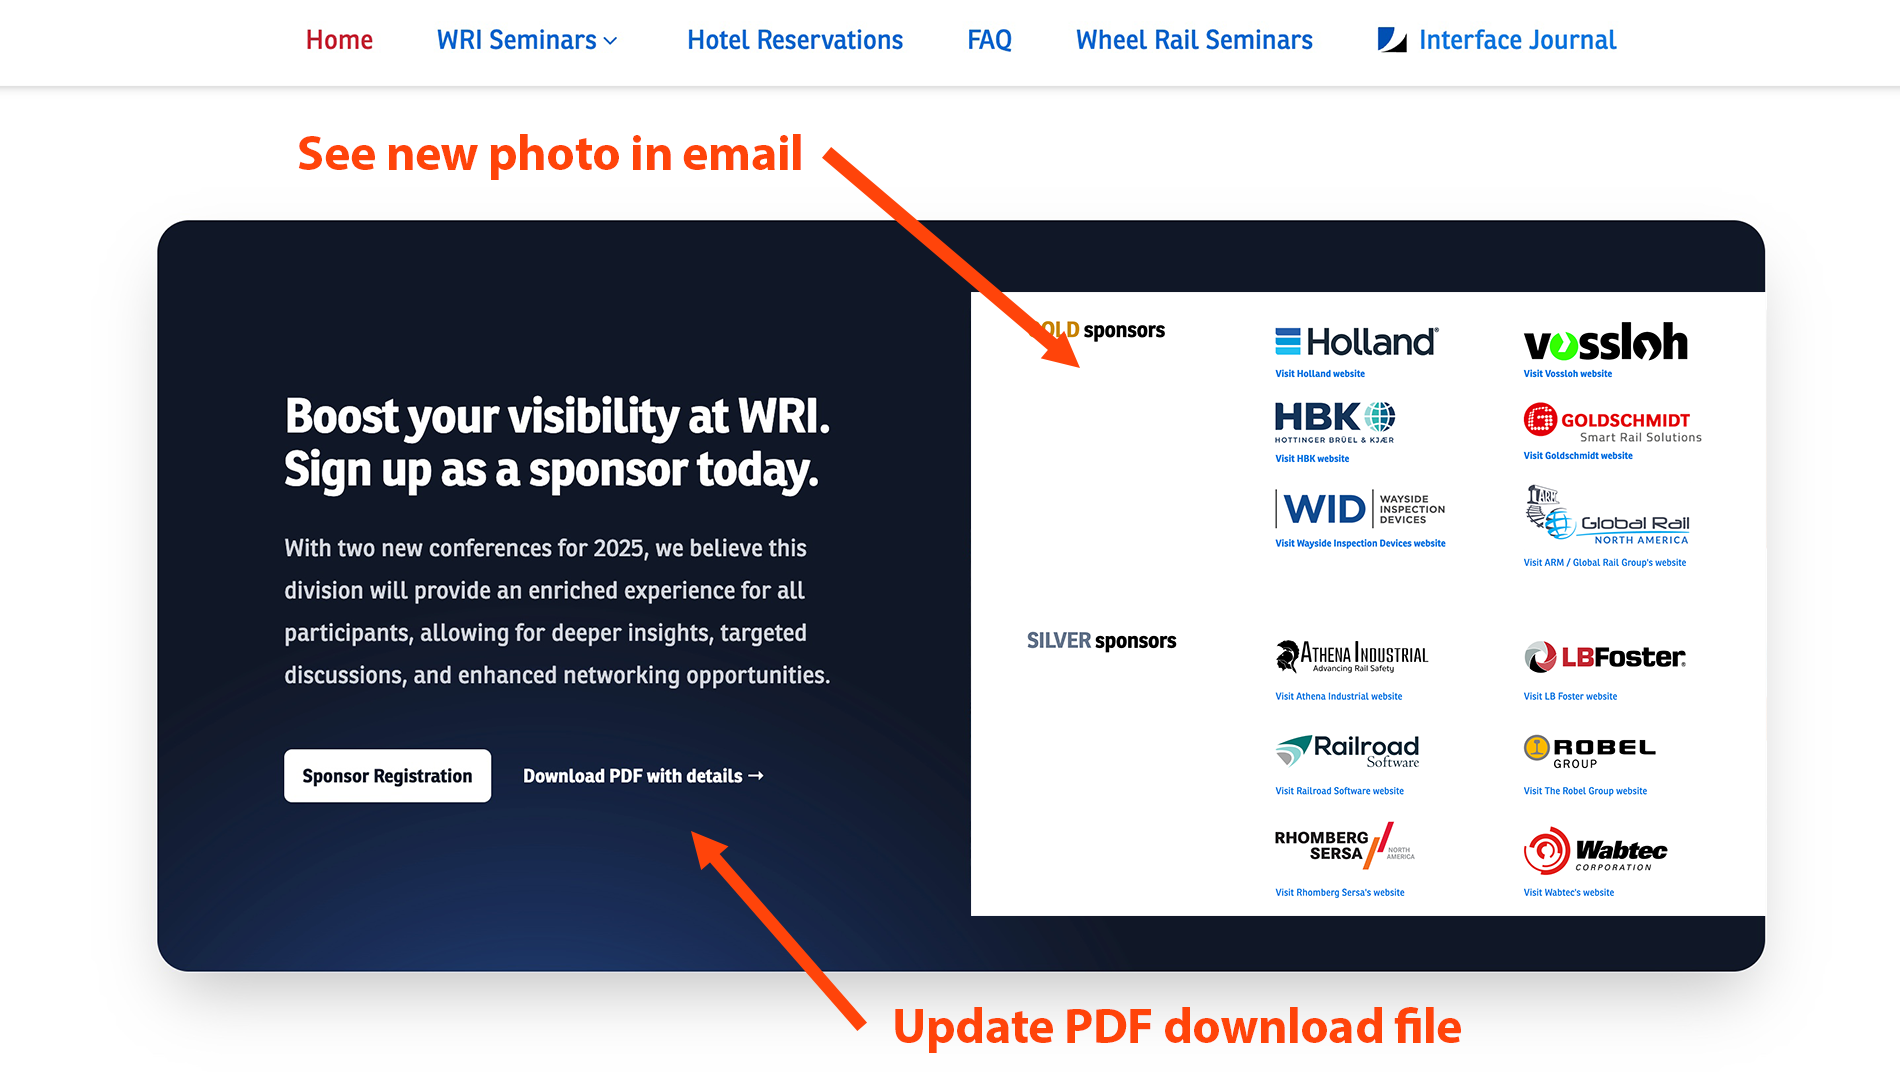 Home WRI Seminars Hotel Reservations FAQ Wheel Rail Seminars Interface Journal
See new photo in email
Boost your visibility at WRI.
Sign up as a sponsor today.
With two new conferences for 2025, we believe this
division will provide an enriched experience for all
participants, allowing for deeper insights, targeted
discussions, and enhanced networking opportunities.
Sponsor Registration Download PDF with details →
OLD sponsors
Holland®
Visit Holland website
vossloh
Visit Vossloh website
HBK
HOTTINGER BRÜEL & KJÆR
Visit HBK website
GOLDSCHMIDT
Smart Rail Solutions
Visit Goldschmidt website
WID WAYSIDE
INSPECTION
DEVICES
Visit Wayside Inspection Devices website
ARM
Global Rail
NORTH AMERICA
Visit ARM / Global Rail Group's website
SILVER sponsors
ATHENA INDUSTRIAL
Advancing Rail Safety
Visit Athena Industrial website
LBFoster®
Visit LB Foster website
Railroad
Software
Visit Railroad Software website
ROBEL
GROUP
Visit The Robel Group website
RHOMBERG
SERSA
NORTH
AMERICA
Visit Rhomberg Sersa's website
Wabtec
CORPORATION
Visit Wabtec's website
Update PDF download file